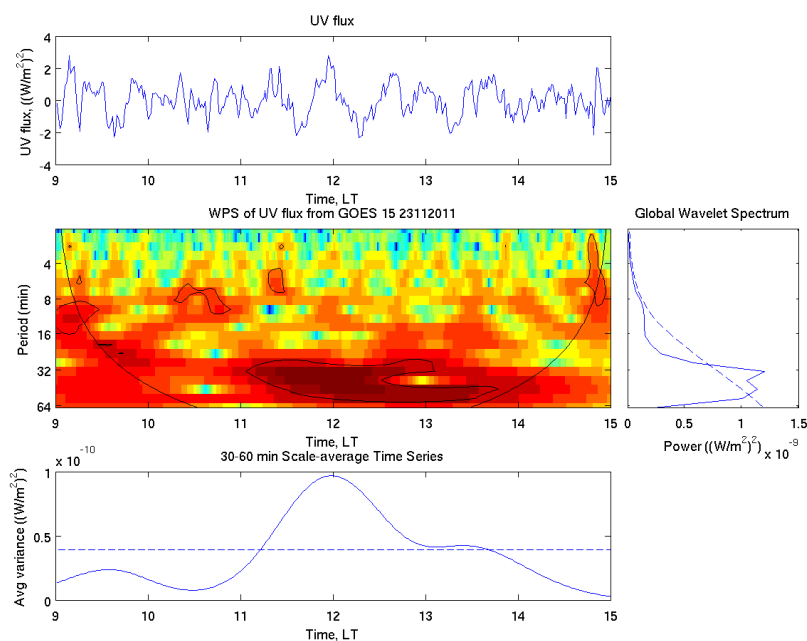 UV flux
UV flux, ((W/m²)²)
4
2
0
-2
-4
9 10 11 12 13 14 15
Time, LT
WPS of UV flux from GOES 15 23112011
Period (min)
4
8
16
32
64
9 10 11 12 13 14 15
Time, LT
Global Wavelet Spectrum
0 0.5 1 1.5
Power ((W/m²)²)
x 10⁻⁹
x 10⁻¹⁰
30-60 min Scale-average Time Series
Avg variance ((W/m²)²)
1
0.5
0
9 10 11 12 13 14 15
Time, LT